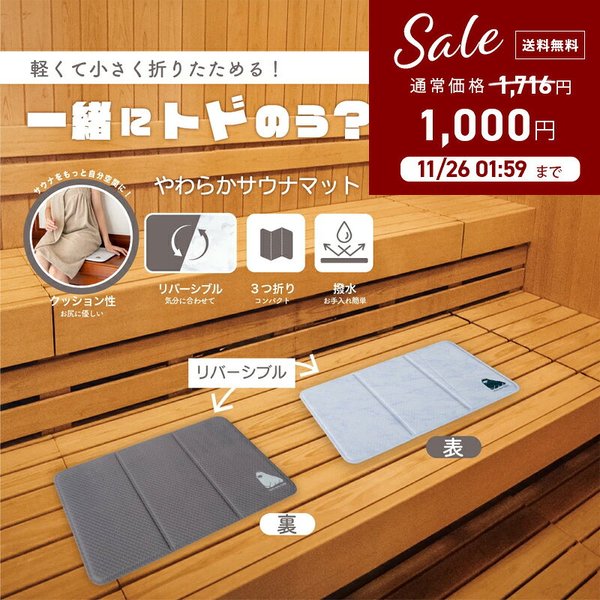 Sale
送料無料
通常価格 1,716円
1,000円
11/26 01:59 まで
軽くて小さく折りたためる！
一緒にトドのう？
サウナをもっと自分空間に！
やわらかサウナマット
クッション性
お尻に優しい
リバーシブル
気分に合わせて
3つ折り
コンパクト
撥水
お手入れ簡単
リバーシブル
表
裏